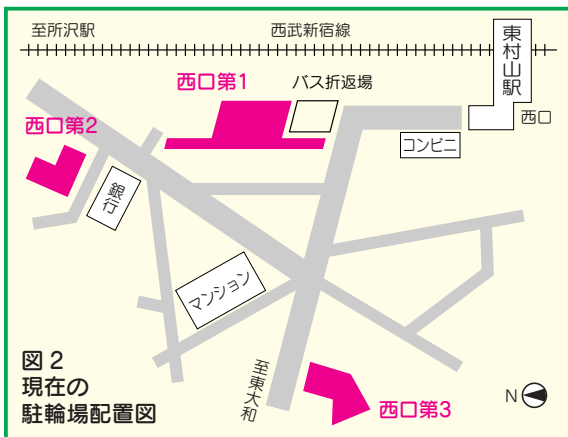 至所沢駅
西武新宿線
東村山駅
西口第1
バス折返場
西口
西口第2
コンビニ
銀行
マンション
至東大和
西口第3
図2
現在の
駐輪場配置図
N